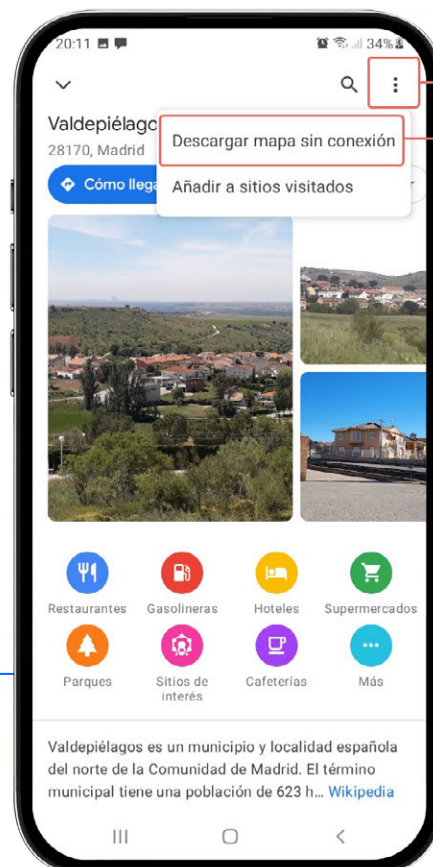 20:11 34%
Valdepiélago
Descargar mapa sin conexión
28170, Madrid
Cómo llega
Añadir a sitios visitados
r
Restaurantes Gasolineras Hoteles Supermercados
Parques Sitios de interés Cafeterías Más
Valdepiélagos es un municipio y localidad española
del norte de la Comunidad de Madrid. El término
municipal tiene una población de 623 h... Wikipedia